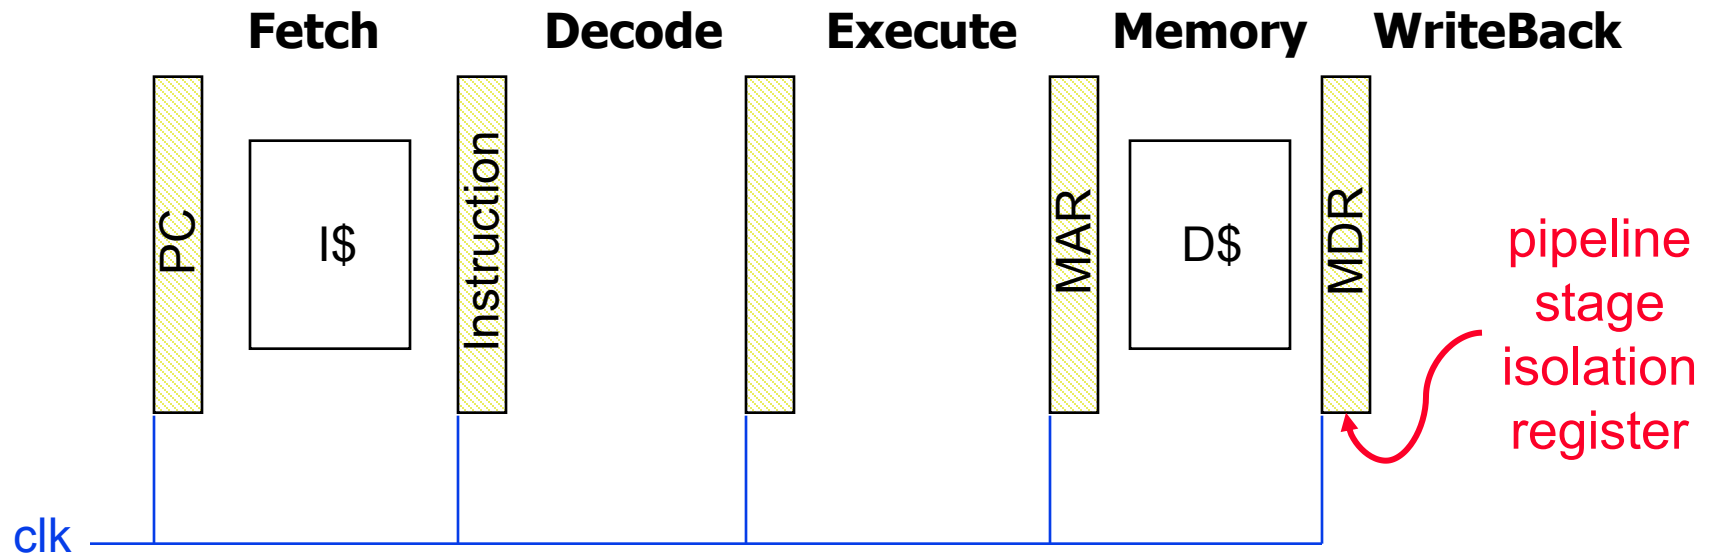 Fetch Decode Execute Memory WriteBack
PC
I$
Instruction
MAR
D$
MDR
pipeline
stage
isolation
register
clk